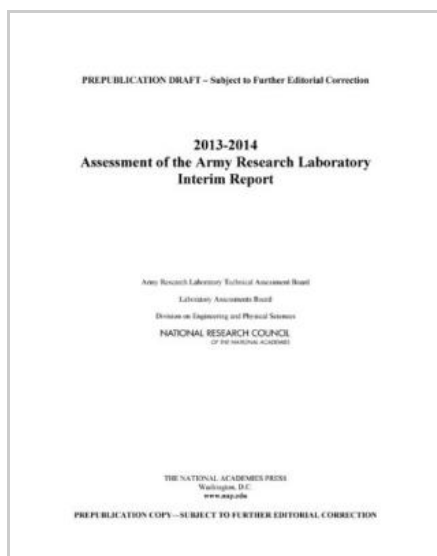 PREPUBLICATION DRAFT – Subject to Further Editorial Correction
2013-2014
Assessment of the Army Research Laboratory
Interim Report
Army Research Laboratory Technical Assessment Board
Laboratory Assessments Board
Division on Engineering and Physical Sciences
NATIONAL RESEARCH COUNCIL
OF THE NATIONAL ACADEMIES
THE NATIONAL ACADEMIES PRESS
Washington, D.C.
www.nap.edu
PREPUBLICATION COPY—SUBJECT TO FURTHER EDITORIAL CORRECTION